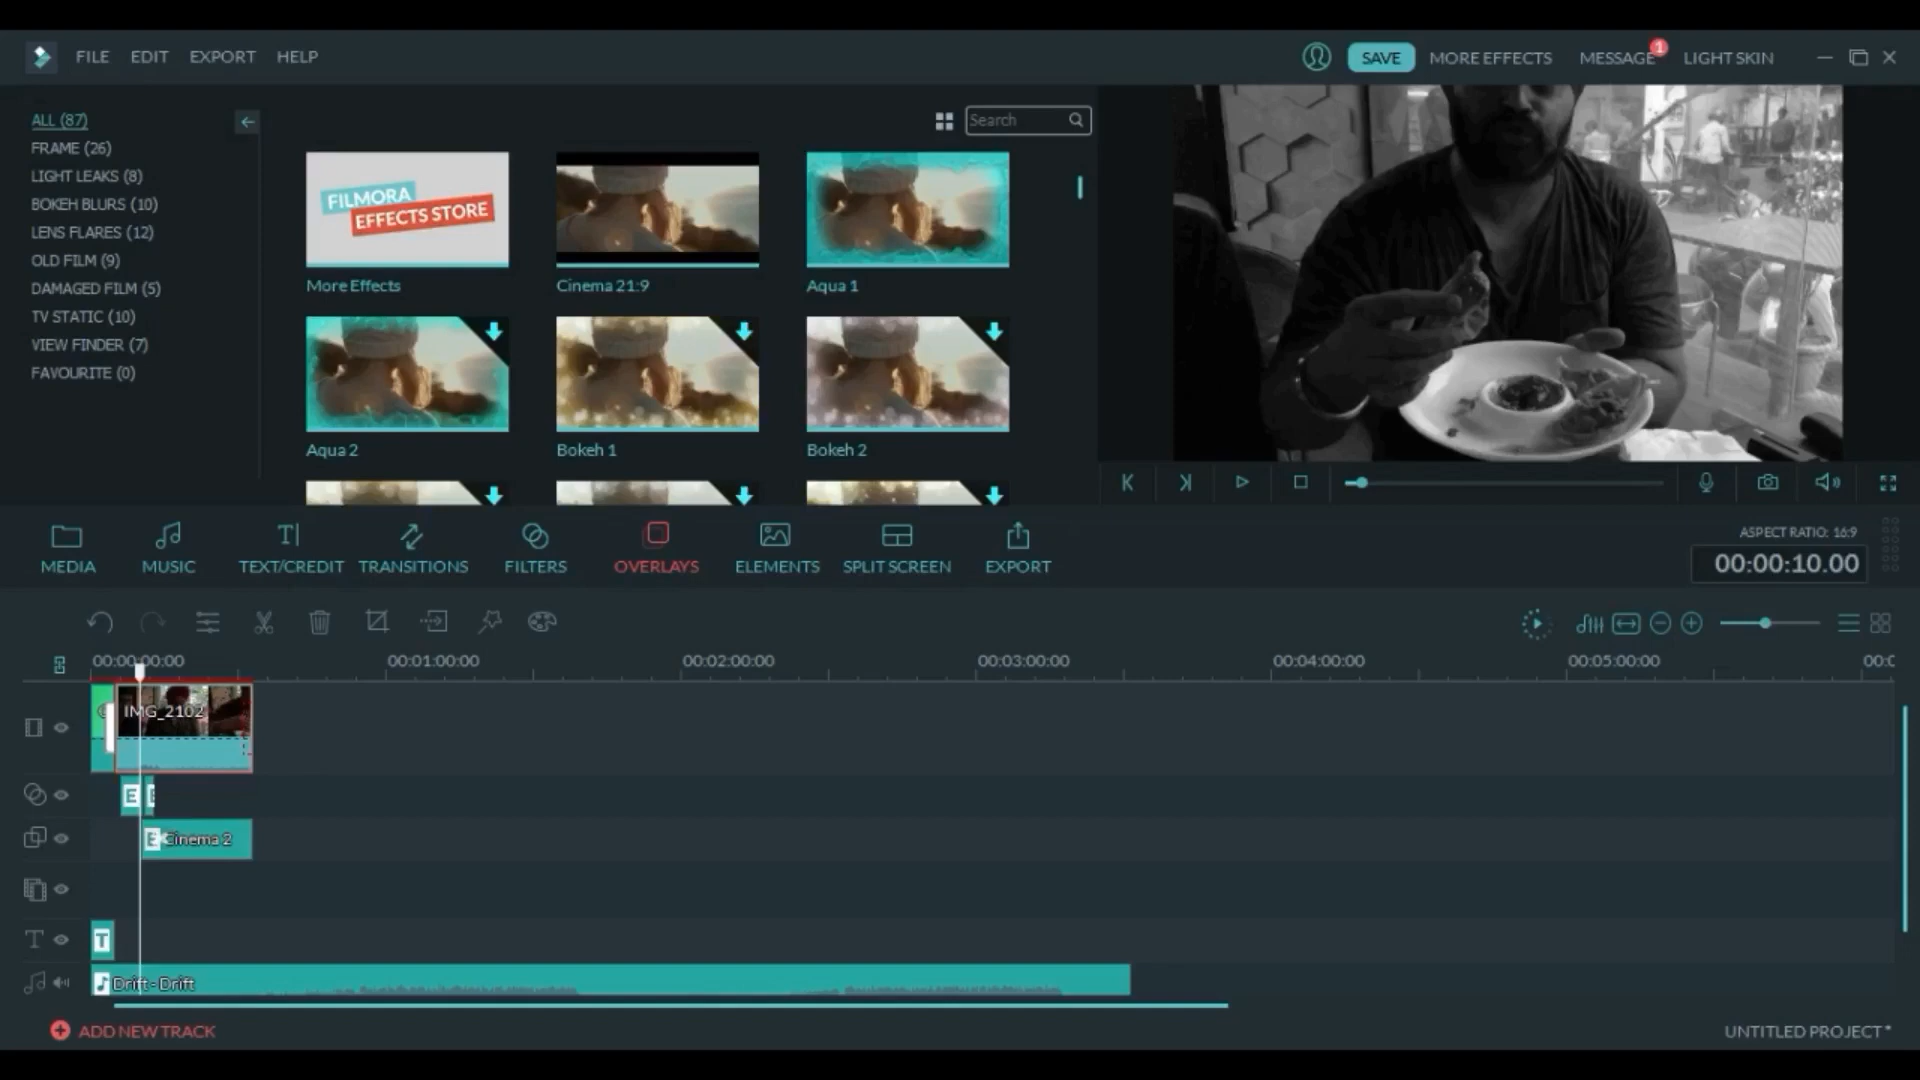 FILE EDIT EXPORT HELP
SAVE MORE EFFECTS MESSAGE 1 LIGHT SKIN
ALL (87)
FRAME (26)
LIGHT LEAKS (8)
BOKEH BLURS (10)
LENS FLARES (12)
OLD FILM (9)
DAMAGED FILM (5)
TV STATIC (10)
VIEW FINDER (7)
FAVOURITE (0)
Search
FILMORA
EFFECTS STORE
More Effects Cinema 21:9 Aqua 1
Aqua 2 Bokeh 1 Bokeh 2
MEDIA MUSIC TEXT/CREDIT TRANSITIONS FILTERS OVERLAYS ELEMENTS SPLIT SCREEN EXPORT
ASPECT RATIO: 16:9
00:00:10.00
00:00:00:00 00:01:00:00 00:02:00:00 00:03:00:00 00:04:00:00 00:05:00:00
IMG_2102
E
E Cinema 2
T
Drift - Drift
ADD NEW TRACK
UNTITLED PROJECT*